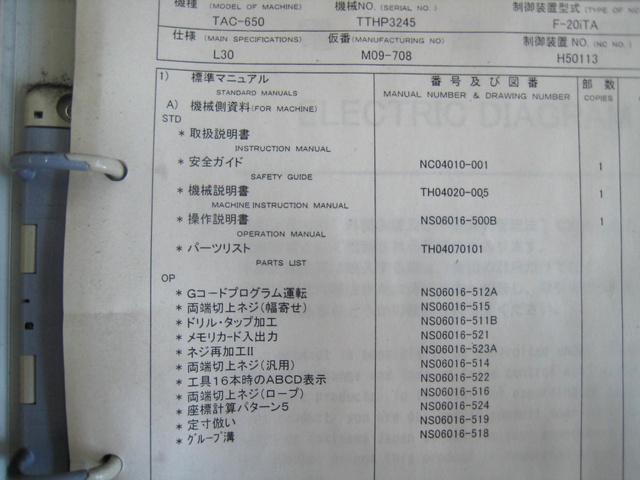 機種 (MODEL OF MACHINE) 機械NO. (SERIAL NO.) 制御装置型式 (TYPE OF NC
TAC-650 TTHP3245 F-20iTA
仕様 (MAIN SPECIFICATIONS) 仮番 (MANUFACTURING NO) 制御装置 NO. (NC NO.)
L30 M09-708 H50113
1) 標準マニュアル 番号及び図番 部数
STANDARD MANUALS MANUAL NUMBER & DRAWING NUMBER COPIES
A) 機械側資料(FOR MACHINE)
STD
* 取扱説明書
INSTRUCTION MANUAL
* 安全ガイド NC04010-001 1
SAFETY GUIDE
* 機械説明書 TH04020-005 1
MACHINE INSTRUCTION MANUAL
* 操作説明書 NS06016-500B 1
OPERATION MANUAL
* パーツリスト TH04070101
PARTS LIST
OP
* Gコードプログラム運転 NS06016-512A
* 両端切上ネジ(幅寄せ) NS06016-515
* ドリル・タップ加工 NS06016-511B
* メモリカード入出力 NS06016-521
* ネジ再加工II NS06016-523A
* 両端切上ネジ(汎用) NS06016-514
* 工具16本時のABCD表示 NS06016-522
* 両端切上ネジ(ロープ) NS06016-516
* 座標計算パターン5 NS06016-524
* 定寸倣い NS06016-519
* グループ溝 NS06016-518
ELECTRIC DIAGRAM